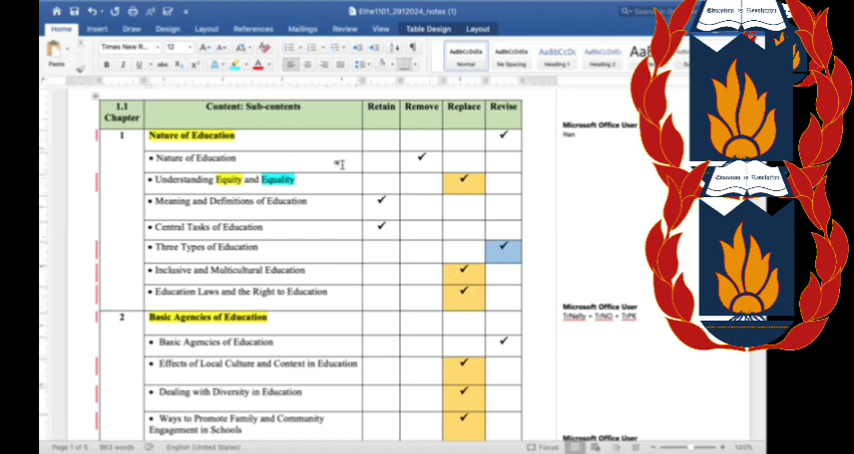 Ethe1101_2912024_notes (1)
Home Insert Draw Design Layout References Mailings Review View Table Design Layout
Times New R... 12
Paste
Normal No Spacing Heading 1 Heading 2
1.1 Chapter Content: Sub-contents Retain Remove Replace Revise
1 Nature of Education ✓
• Nature of Education ✓
• Understanding Equity and Equality ✓
• Meaning and Definitions of Education ✓
• Central Tasks of Education ✓
• Three Types of Education ✓
• Inclusive and Multicultural Education ✓
• Education Laws and the Right to Education ✓
2 Basic Agencies of Education
• Basic Agencies of Education ✓
• Effects of Local Culture and Context in Education ✓
• Dealing with Diversity in Education ✓
• Ways to Promote Family and Community
Engagement in Schools ✓
Microsoft Office User
Han
Microsoft Office User
TrNelly + TrNO + TrPK
Microsoft Office User
Page 1 of 5 862 words English (United States) Focus 140%